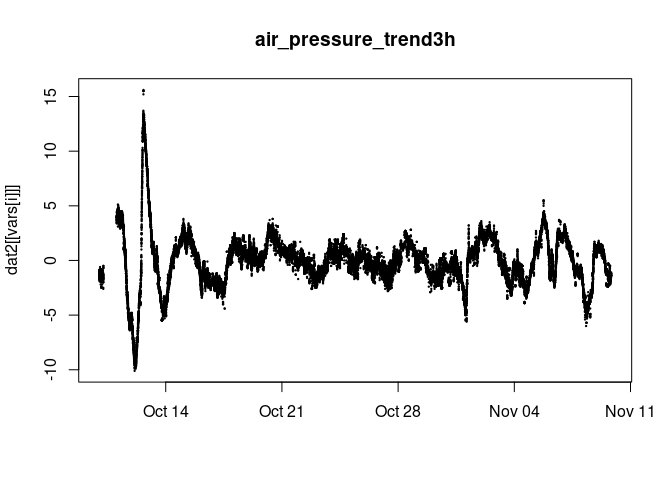 air_pressure_trend3h
dat2[[vars[i]]]
15
10
5
0
-5
-10
Oct 14
Oct 21
Oct 28
Nov 04
Nov 11